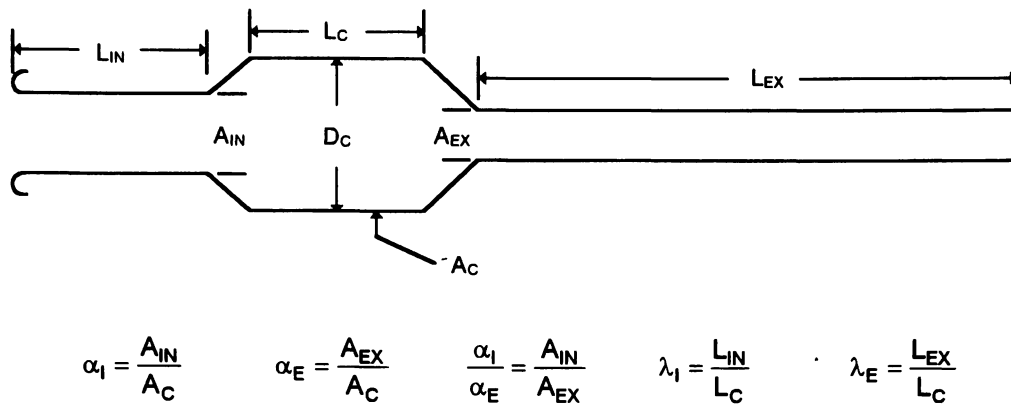 L_IN L_C L_EX
A_IN D_C A_EX
A_C
α_I = A_IN / A_C α_E = A_EX / A_C α_I / α_E = A_IN / A_EX λ_I = L_IN / L_C λ_E = L_EX / L_C